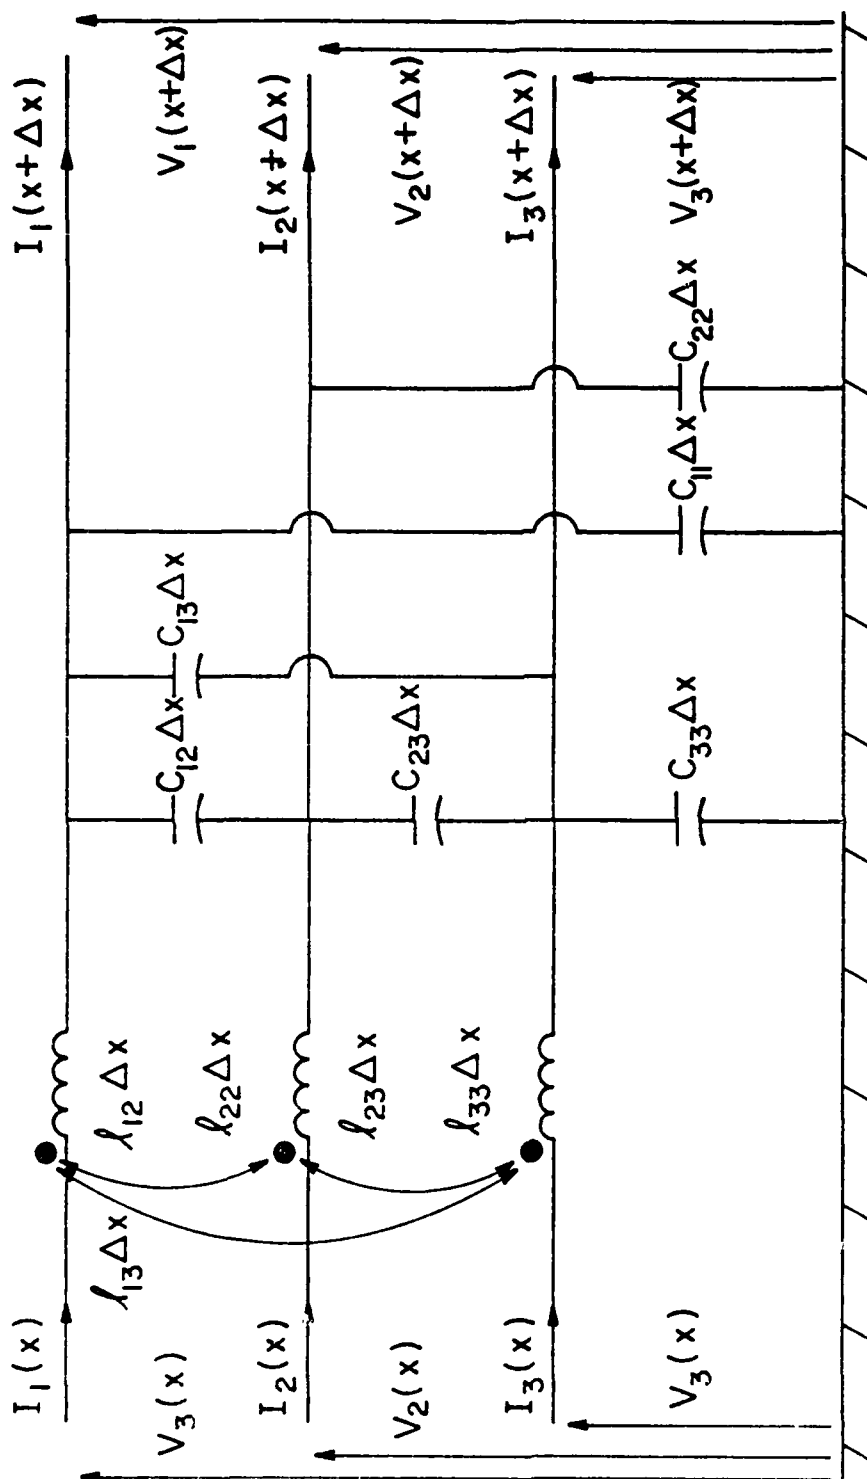 I₁(x)
I₁(x+Δx)
ℓ₁₃Δx
ℓ₁₂Δx
V₃(x)
C₁₂Δx
C₁₃Δx
V₁(x+Δx)
ℓ₂₂Δx
I₂(x)
I₂(x+Δx)
ℓ₂₃Δx
V₂(x)
C₂₃Δx
V₂(x+Δx)
ℓ₃₃Δx
I₃(x)
I₃(x+Δx)
V₃(x)
C₃₃Δx
C₁₁Δx
C₂₂Δx
V₃(x+Δx)